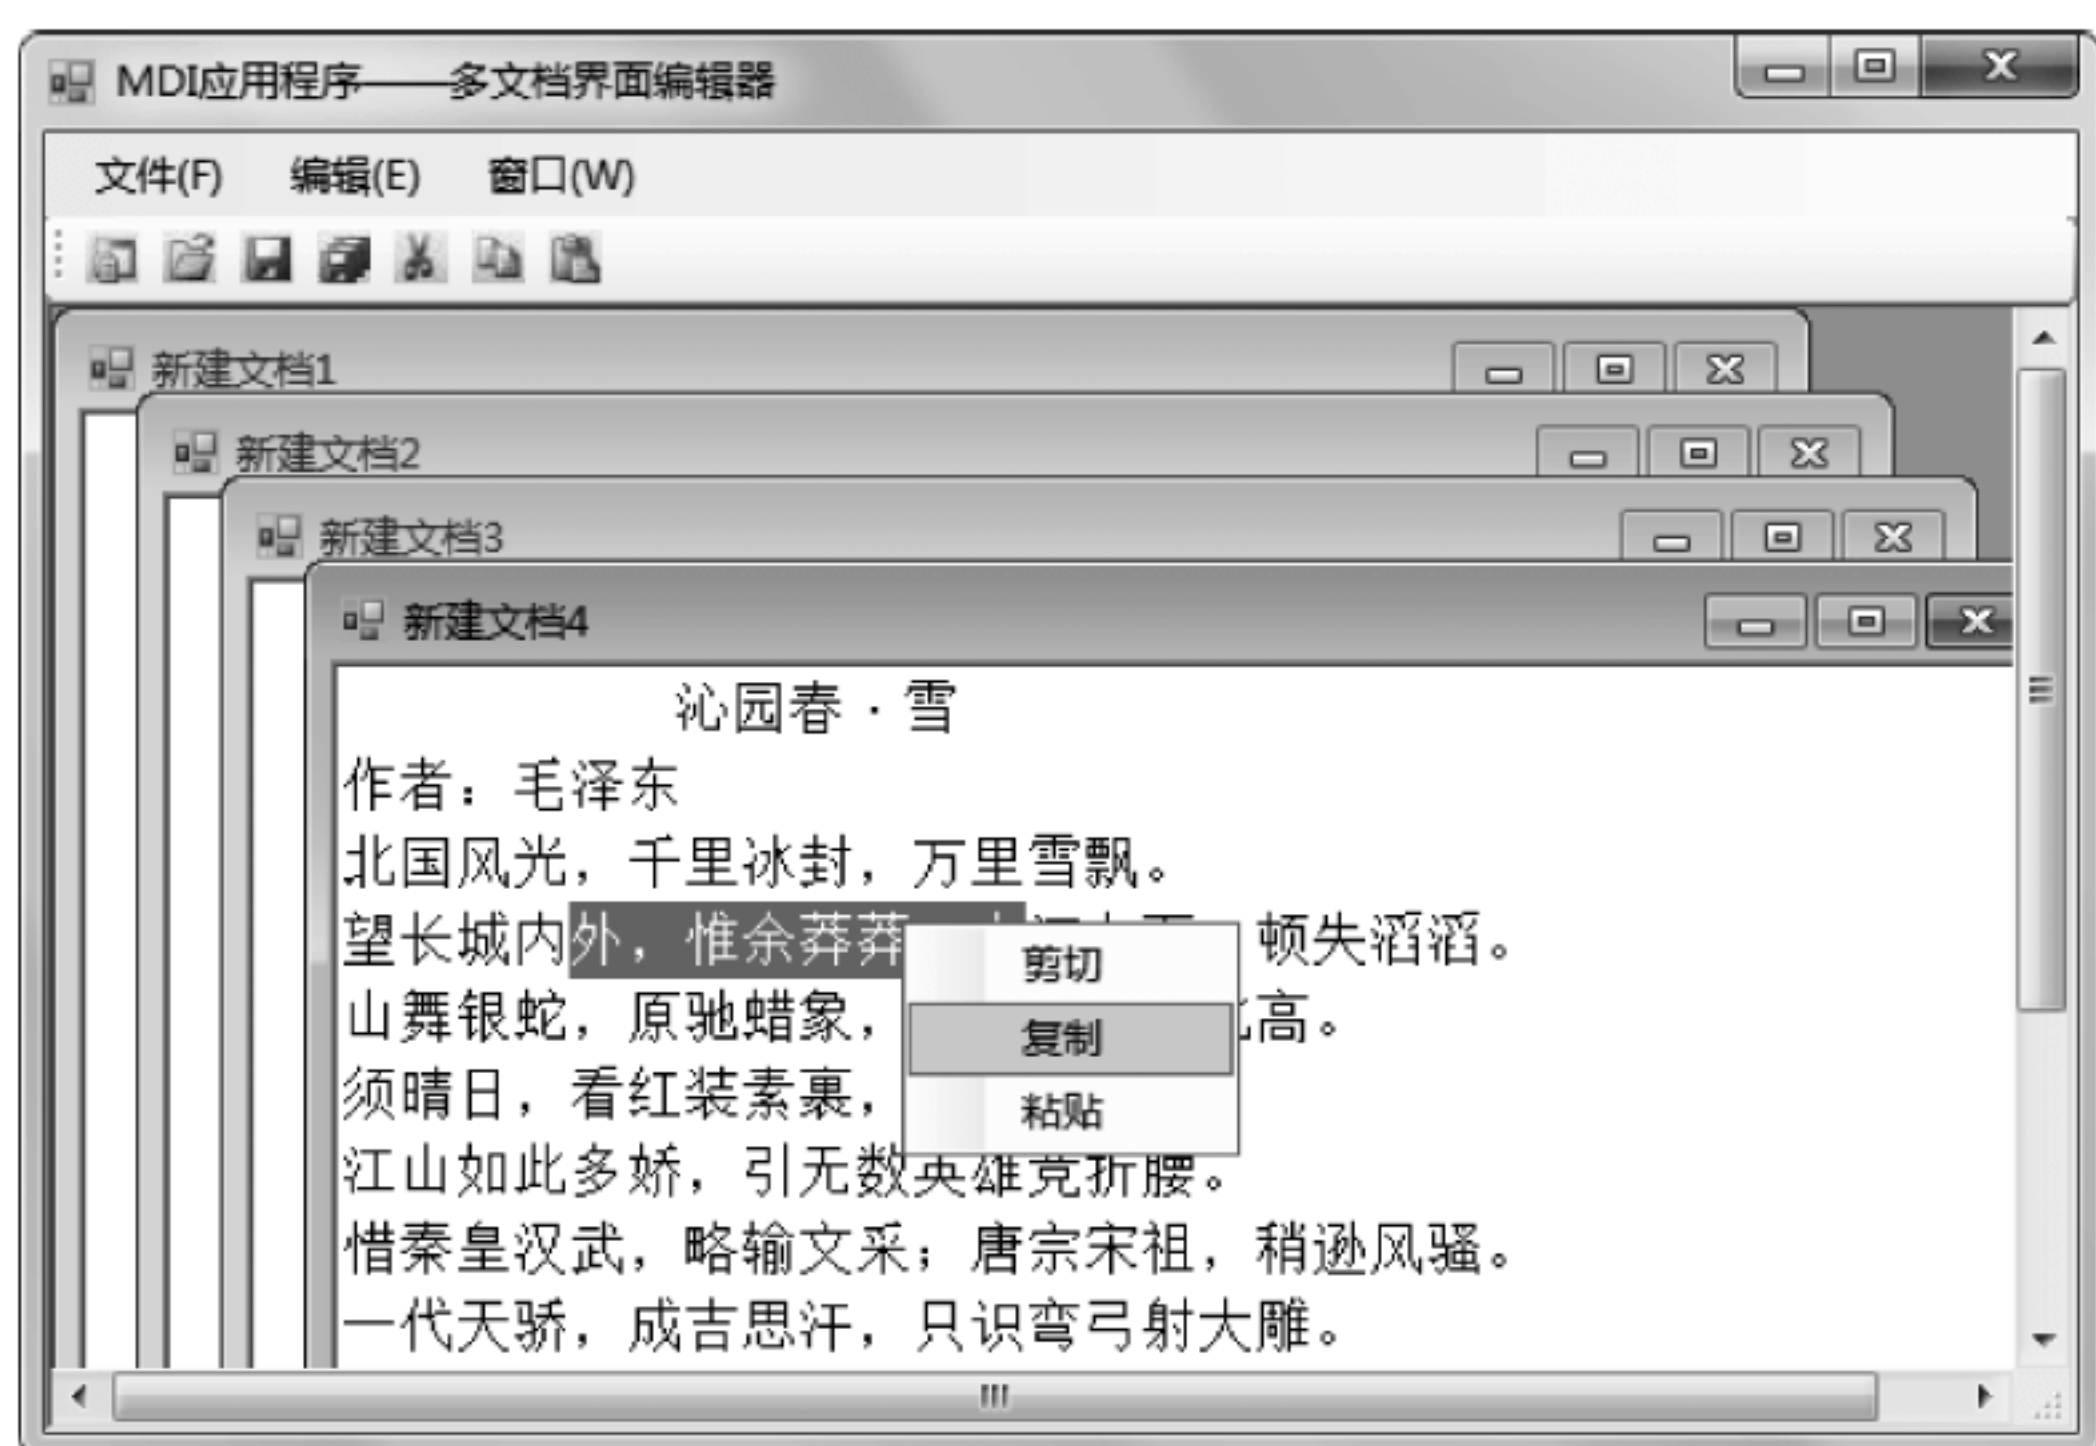 MDI应用程序——多文档界面编辑器
文件(F) 编辑(E) 窗口(W)
新建文档1
新建文档2
新建文档3
新建文档4
沁园春·雪
作者：毛泽东
北国风光，千里冰封，万里雪飘。
望长城内外，惟余莽莽 顿失滔滔。
山舞银蛇，原驰蜡象， 高。
须晴日，看红装素裹，
江山如此多娇，引无数英雄竞折腰。
惜秦皇汉武，略输文采；唐宗宋祖，稍逊风骚。
一代天骄，成吉思汗，只识弯弓射大雕。
剪切
复制
粘贴